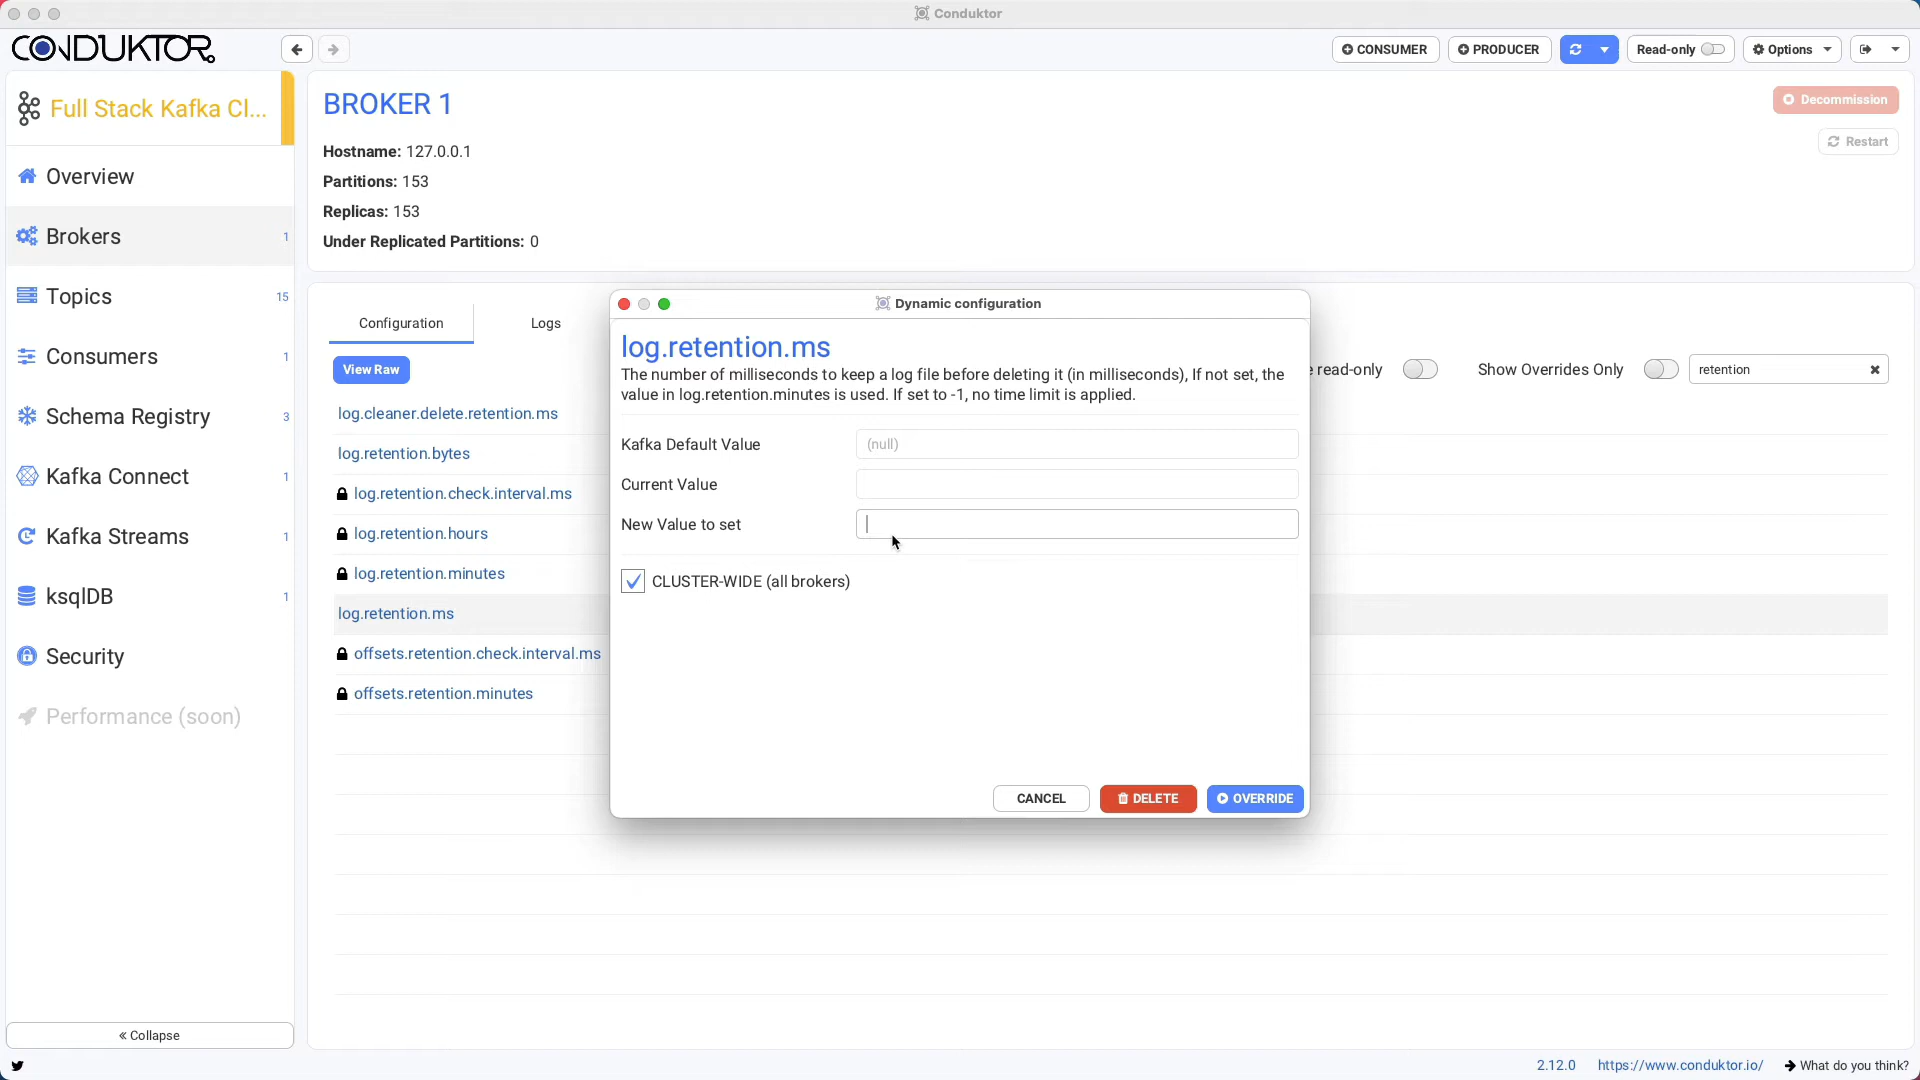 Conduktor
CONDUKTOR
CONSUMER
PRODUCER
Read-only
Options
Full Stack Kafka Cl...
Overview
Brokers 1
Topics 15
Consumers 1
Schema Registry 3
Kafka Connect 1
Kafka Streams 1
ksqlDB 1
Security
Performance (soon)
« Collapse
BROKER 1
Decommission
Restart
Hostname: 127.0.0.1
Partitions: 153
Replicas: 153
Under Replicated Partitions: 0
Configuration
Logs
View Raw
read-only
Show Overrides Only
retention
log.cleaner.delete.retention.ms
log.retention.bytes
log.retention.check.interval.ms
log.retention.hours
log.retention.minutes
log.retention.ms
offsets.retention.check.interval.ms
offsets.retention.minutes
Dynamic configuration
log.retention.ms
The number of milliseconds to keep a log file before deleting it (in milliseconds), If not set, the
value in log.retention.minutes is used. If set to -1, no time limit is applied.
Kafka Default Value (null)
Current Value
New Value to set
CLUSTER-WIDE (all brokers)
CANCEL
DELETE
OVERRIDE
2.12.0
https://www.conduktor.io/
What do you think?